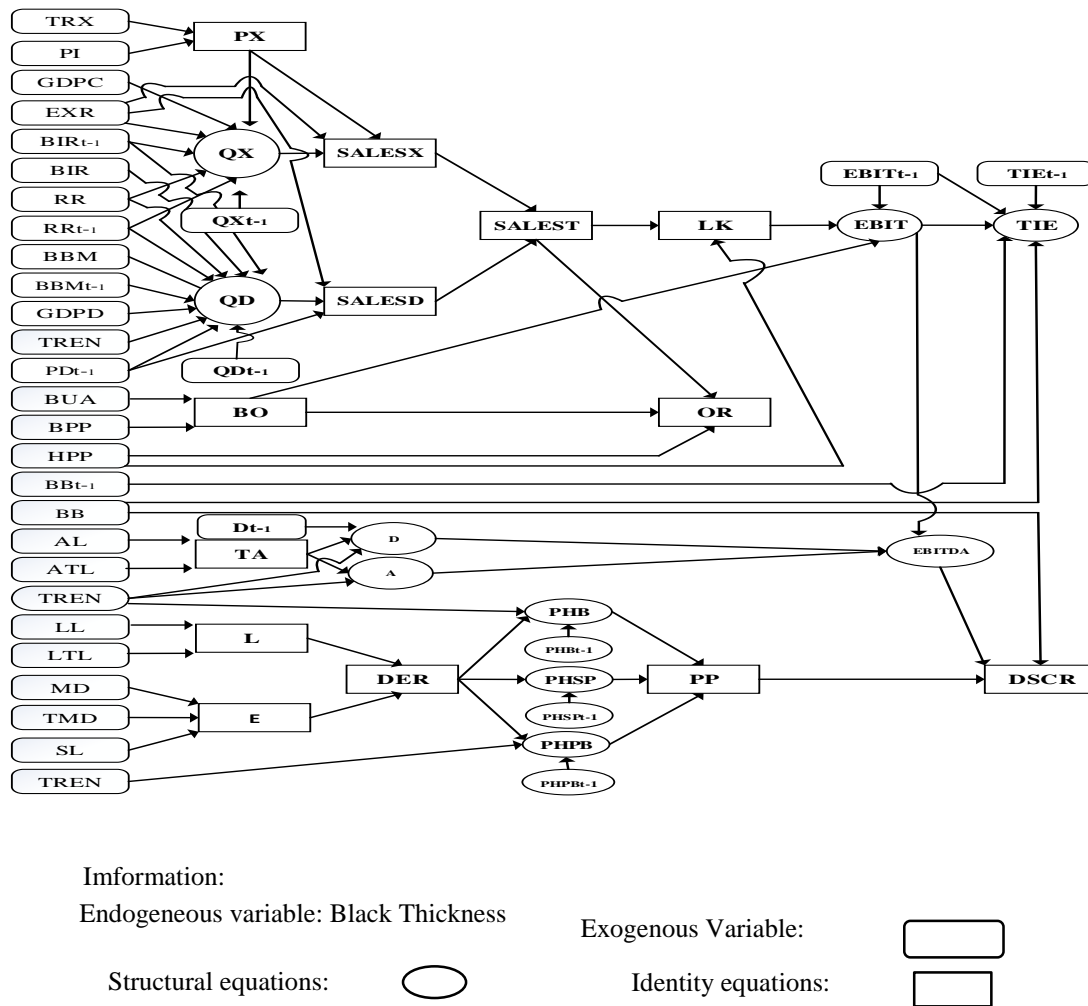 TRX
PI
GDPC
EXR
BIRt-1
BIR
RR
RRt-1
BBM
BBMt-1
GDPD
TREN
PDt-1
BUA
BPP
HPP
BBt-1
BB
AL
ATL
TREN
LL
LTL
MD
TMD
SL
TREN
PX
QX
QXt-1
QD
QDt-1
BO
Dt-1
TA
L
E
SALESX
SALESD
D
A
DER
SALEST
PHB
PHBt-1
PHSP
PHSPt-1
PHPB
PHPBt-1
LK
OR
PP
EBITt-1
EBIT
EBITDA
TIEt-1
TIE
DSCR
Imformation:
Endogeneous variable: Black Thickness
Exogenous Variable:
Structural equations:
Identity equations: